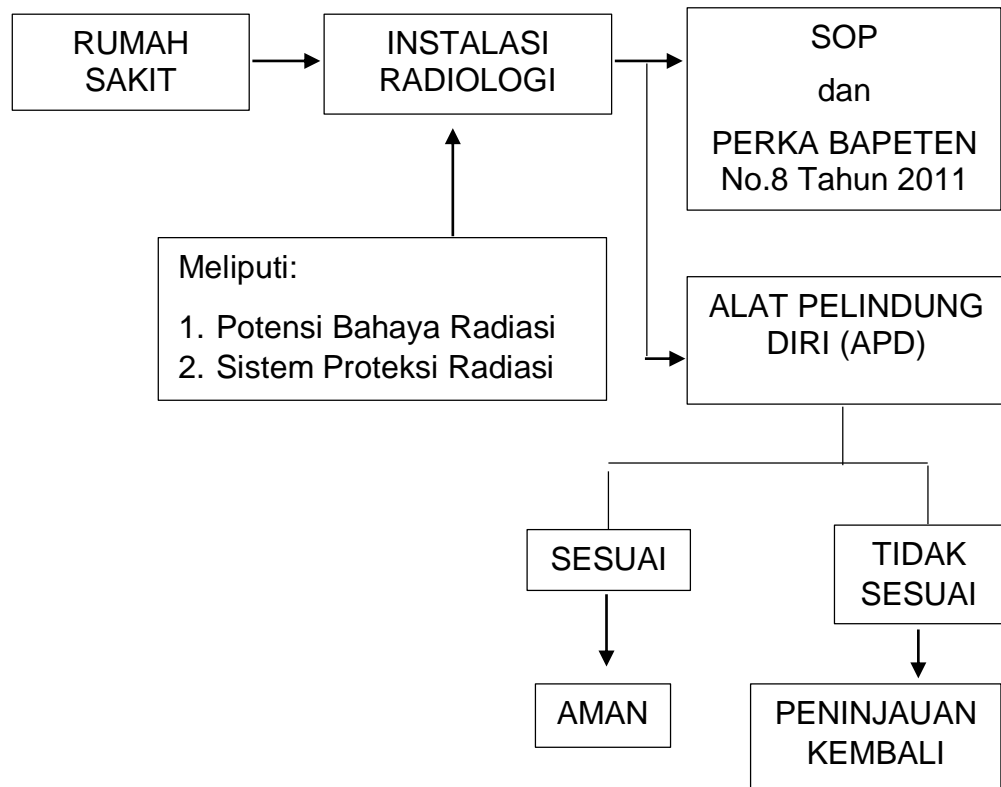 RUMAH
SAKIT
INSTALASI
RADIOLOGI
SOP
dan
PERKA BAPETEN
No.8 Tahun 2011
Meliputi:
1. Potensi Bahaya Radiasi
2. Sistem Proteksi Radiasi
ALAT PELINDUNG
DIRI (APD)
SESUAI
TIDAK
SESUAI
AMAN
PENINJAUAN
KEMBALI